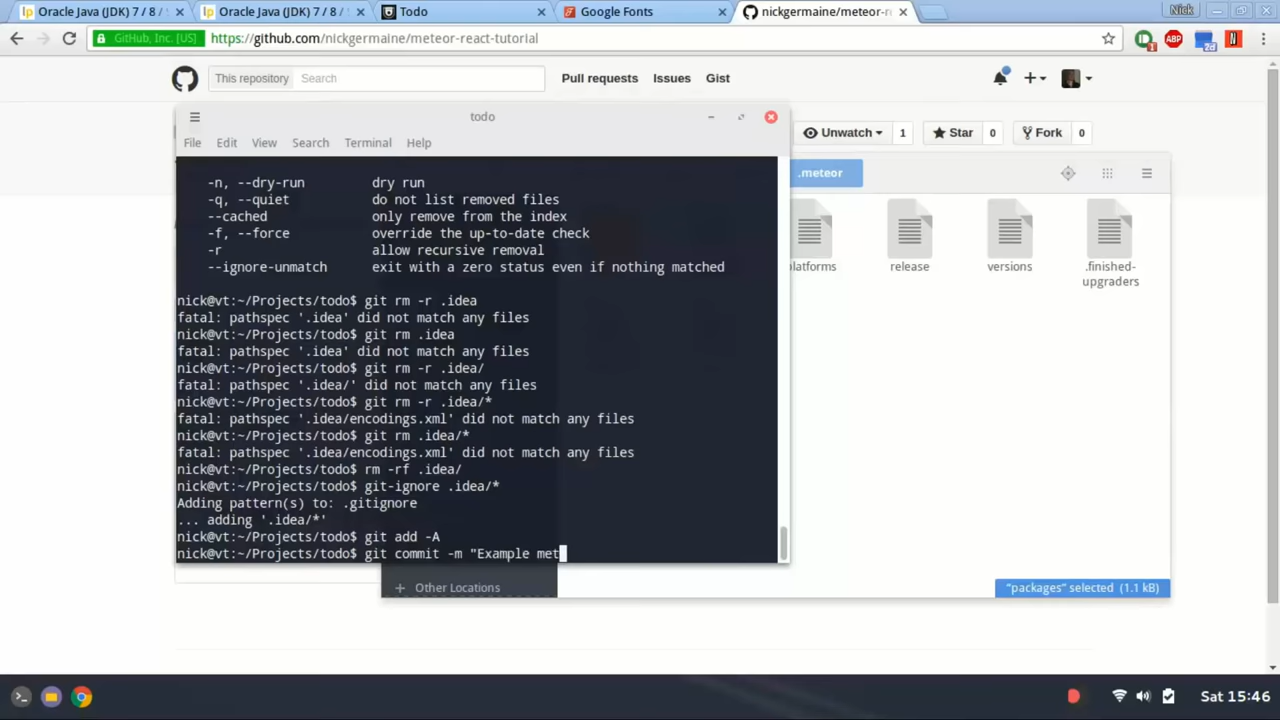 Oracle Java (JDK) 7 / 8 /
Oracle Java (JDK) 7 / 8 /
Todo
Google Fonts
nickgermaine/meteor-r
Nick
GitHub, Inc. [US]
https://github.com/nickgermaine/meteor-react-tutorial
1
ABP
2d
N
This repository
Search
Pull requests
Issues
Gist
todo
Unwatch
1
Star
0
Fork
0
File
Edit
View
Search
Terminal
Help
.meteor
-n, --dry-run dry run
-q, --quiet do not list removed files
--cached only remove from the index
-f, --force override the up-to-date check
-r allow recursive removal
--ignore-unmatch exit with a zero status even if nothing matched
nick@vt:~/Projects/todo$ git rm -r .idea
fatal: pathspec '.idea' did not match any files
nick@vt:~/Projects/todo$ git rm .idea
fatal: pathspec '.idea' did not match any files
nick@vt:~/Projects/todo$ git rm -r .idea/
fatal: pathspec '.idea/' did not match any files
nick@vt:~/Projects/todo$ git rm -r .idea/*
fatal: pathspec '.idea/encodings.xml' did not match any files
nick@vt:~/Projects/todo$ git rm .idea/*
fatal: pathspec '.idea/encodings.xml' did not match any files
nick@vt:~/Projects/todo$ rm -rf .idea/
nick@vt:~/Projects/todo$ git-ignore .idea/*
Adding pattern(s) to: .gitignore
... adding '.idea/*'
nick@vt:~/Projects/todo$ git add -A
nick@vt:~/Projects/todo$ git commit -m "Example met
platforms
release
versions
.finished-
upgraders
Other Locations
"packages" selected (1.1 kB)
Sat 15:46